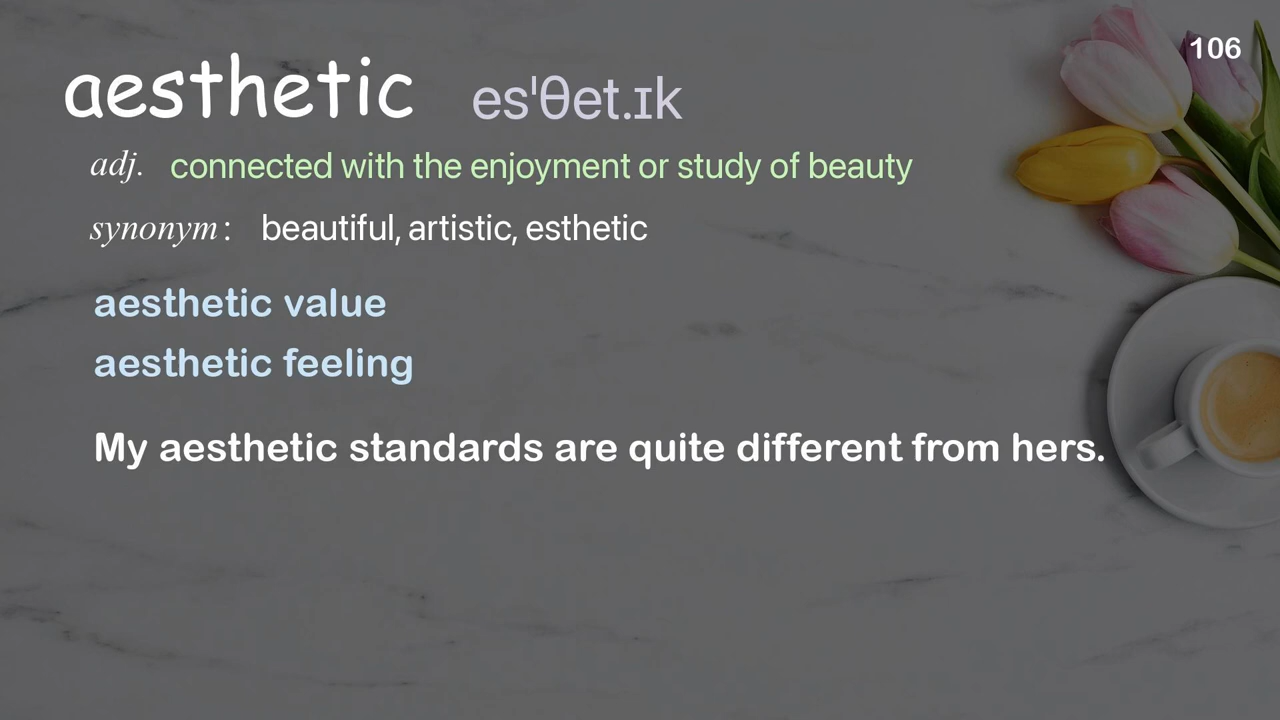 106
aesthetic es'θet.ɪk
adj. connected with the enjoyment or study of beauty
synonym: beautiful, artistic, esthetic
aesthetic value
aesthetic feeling
My aesthetic standards are quite different from hers.